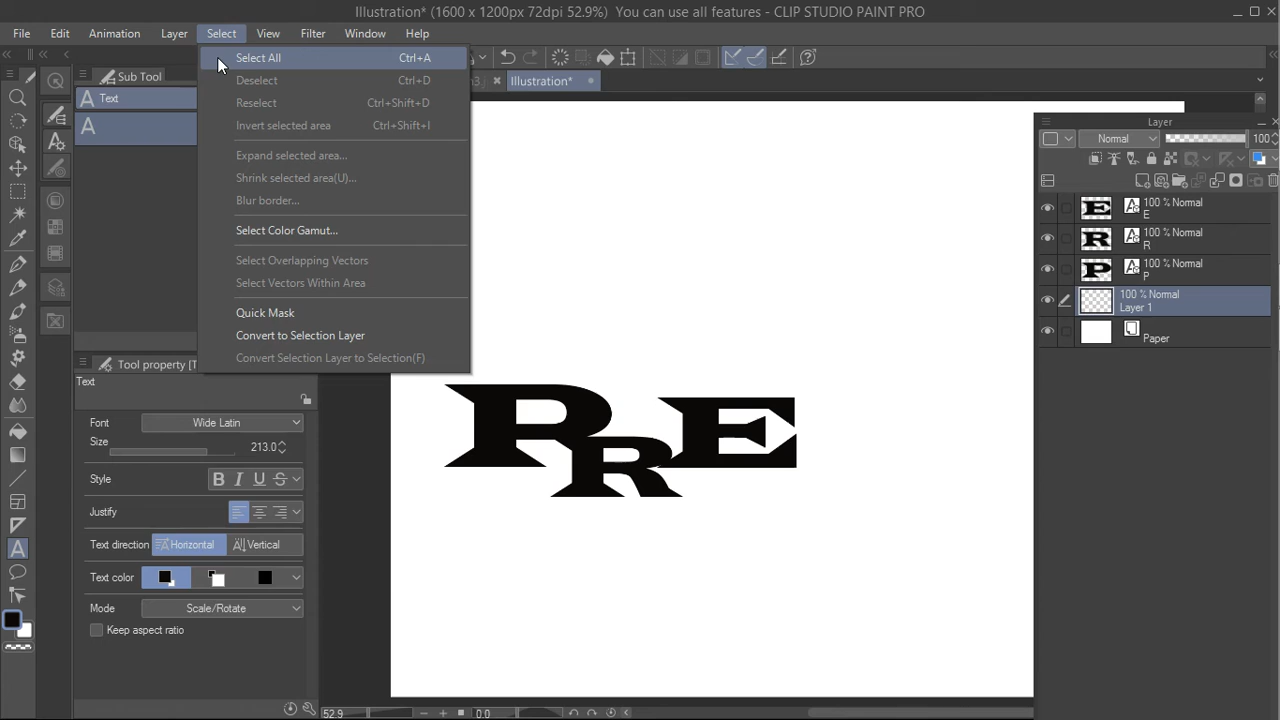 Illustration* (1600 x 1200px 72dpi 52.9%) You can use all features - CLIP STUDIO PAINT PRO
File Edit Animation Layer Select View Filter Window Help
Select All Ctrl+A
Deselect Ctrl+D
Reselect Ctrl+Shift+D
Invert selected area Ctrl+Shift+I
Expand selected area...
Shrink selected area(U)...
Blur border...
Select Color Gamut...
Select Overlapping Vectors
Select Vectors Within Area
Quick Mask
Convert to Selection Layer
Convert Selection Layer to Selection(F)
Sub Tool
A Text
A
Illustration*
P R E
Tool property [T
Text
Font Wide Latin
Size 213.0
Style B I U S
Justify
Text direction Horizontal Vertical
Text color
Mode Scale/Rotate
Keep aspect ratio
52.9 0.0
Layer
Normal 100
100 % Normal
E
100 % Normal
R
100 % Normal
P
100 % Normal
Layer 1
Paper